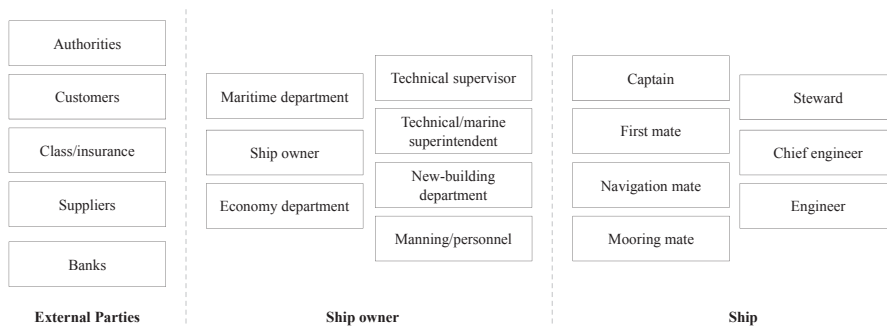 Authorities
Customers
Class/insurance
Suppliers
Banks
External Parties
Maritime department
Ship owner
Economy department
Technical supervisor
Technical/marine
superintendent
New-building
department
Manning/personnel
Ship owner
Captain
First mate
Navigation mate
Mooring mate
Steward
Chief engineer
Engineer
Ship